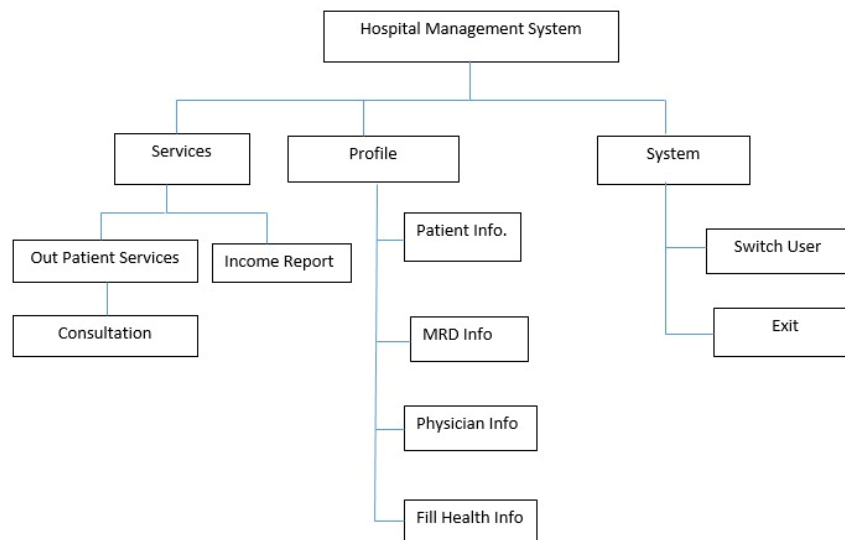 Hospital Management System
Services
Profile
System
Patient Info.
Switch User
Out Patient Services
Income Report
Consultation
MRD Info
Exit
Physician Info
Fill Health Info